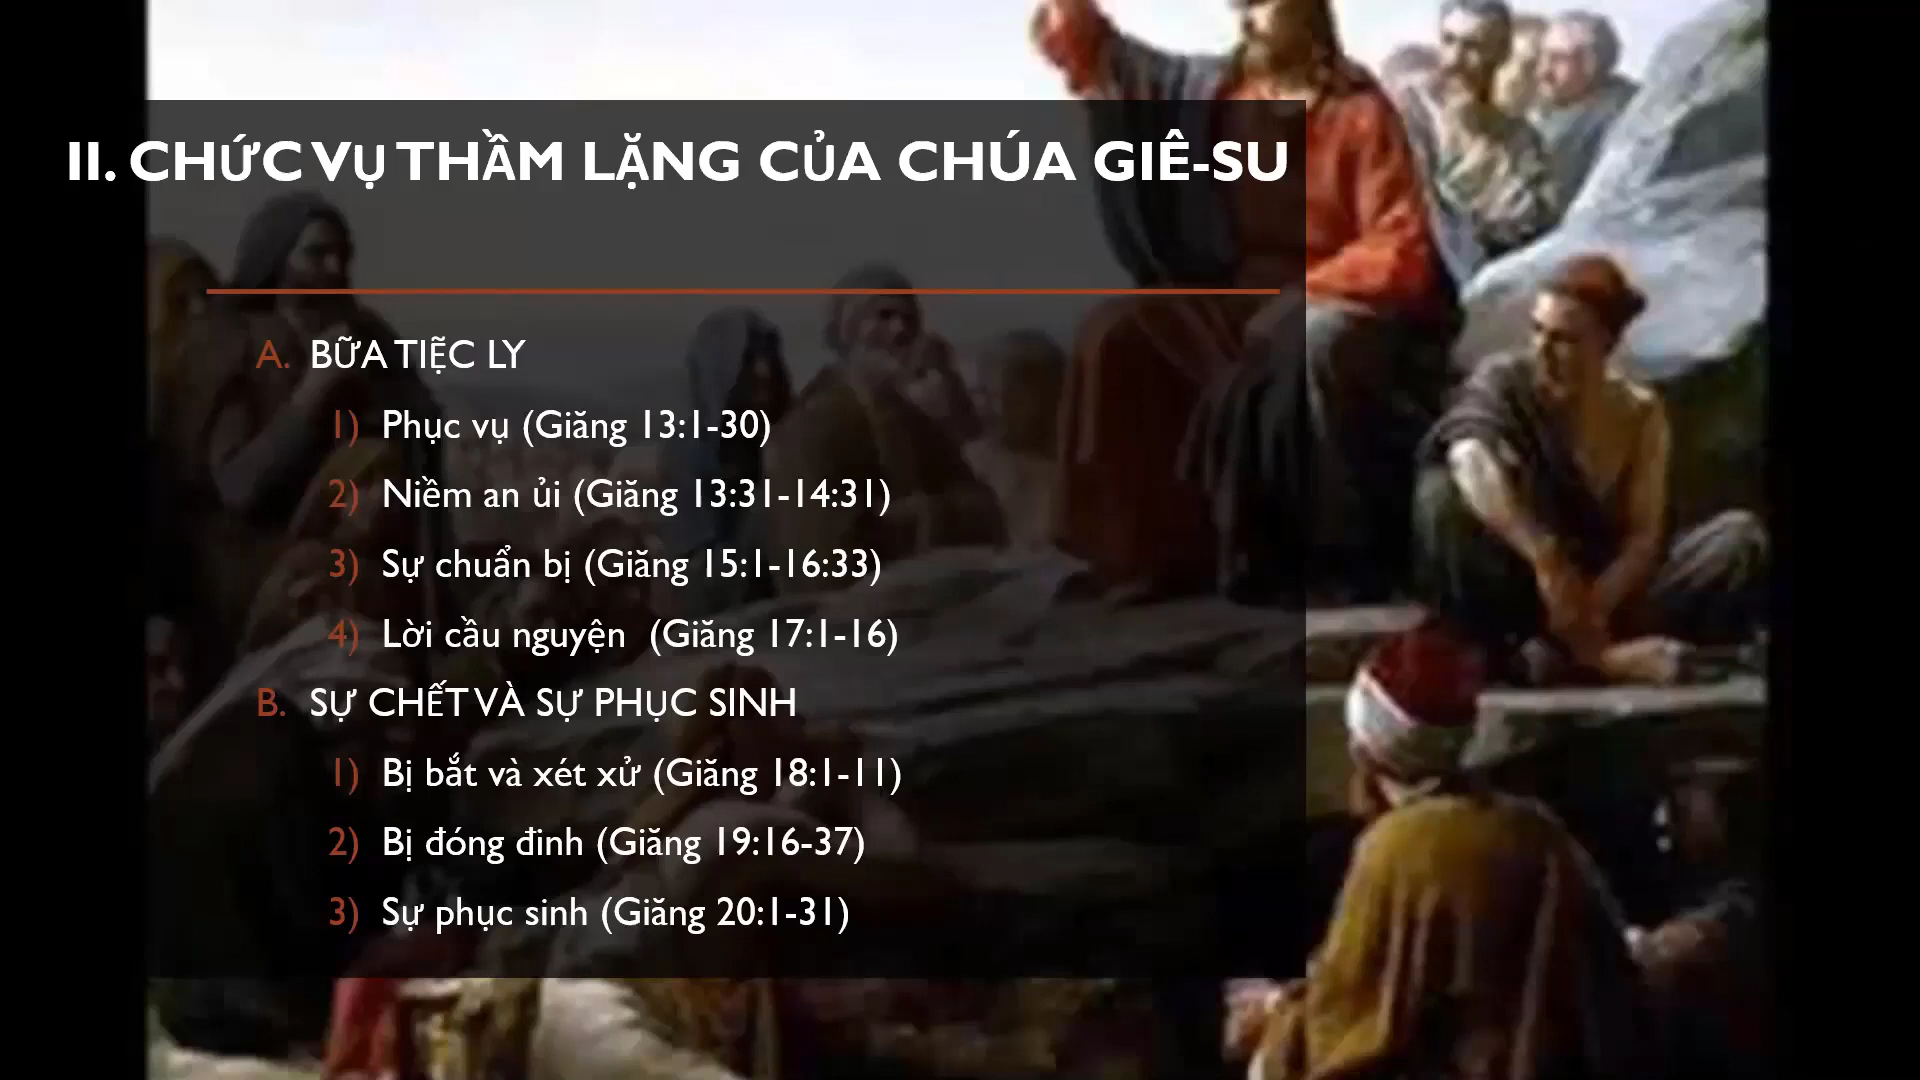 II. CHỨC VỤ THẦM LẶNG CỦA CHÚA GIÊ-SU
A. BỮA TIỆC LY
1) Phục vụ (Giăng 13:1-30)
2) Niềm an ủi (Giăng 13:31-14:31)
3) Sự chuẩn bị (Giăng 15:1-16:33)
4) Lời cầu nguyện (Giăng 17:1-16)
B. SỰ CHẾT VÀ SỰ PHỤC SINH
1) Bị bắt và xét xử (Giăng 18:1-11)
2) Bị đóng đinh (Giăng 19:16-37)
3) Sự phục sinh (Giăng 20:1-31)